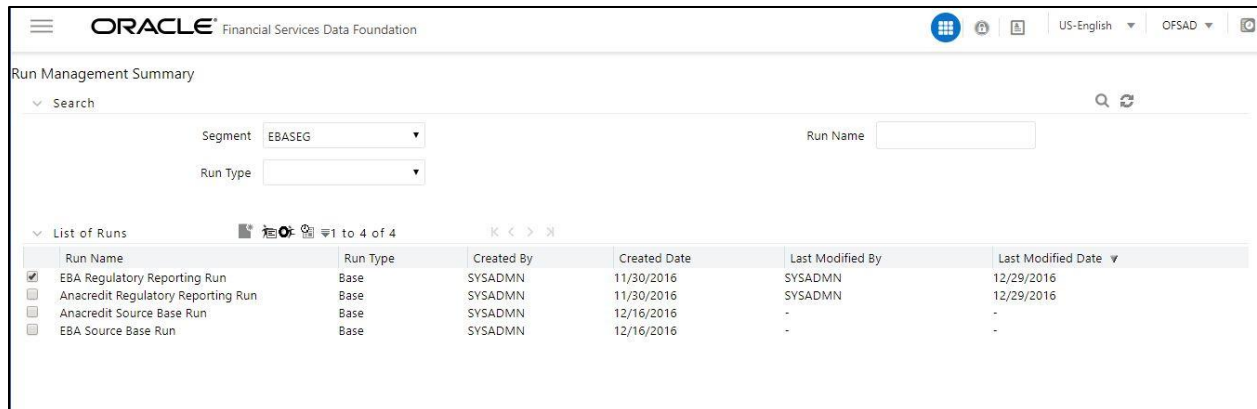 ORACLE® Financial Services Data Foundation US-English OFSAD
Run Management Summary
Search
Segment EBASEG Run Name
Run Type
List of Runs 1 to 4 of 4
Run Name Run Type Created By Created Date Last Modified By Last Modified Date
EBA Regulatory Reporting Run Base SYSADMN 11/30/2016 SYSADMN 12/29/2016
Anacredit Regulatory Reporting Run Base SYSADMN 11/30/2016 SYSADMN 12/29/2016
Anacredit Source Base Run Base SYSADMN 12/16/2016 - -
EBA Source Base Run Base SYSADMN 12/16/2016 - -